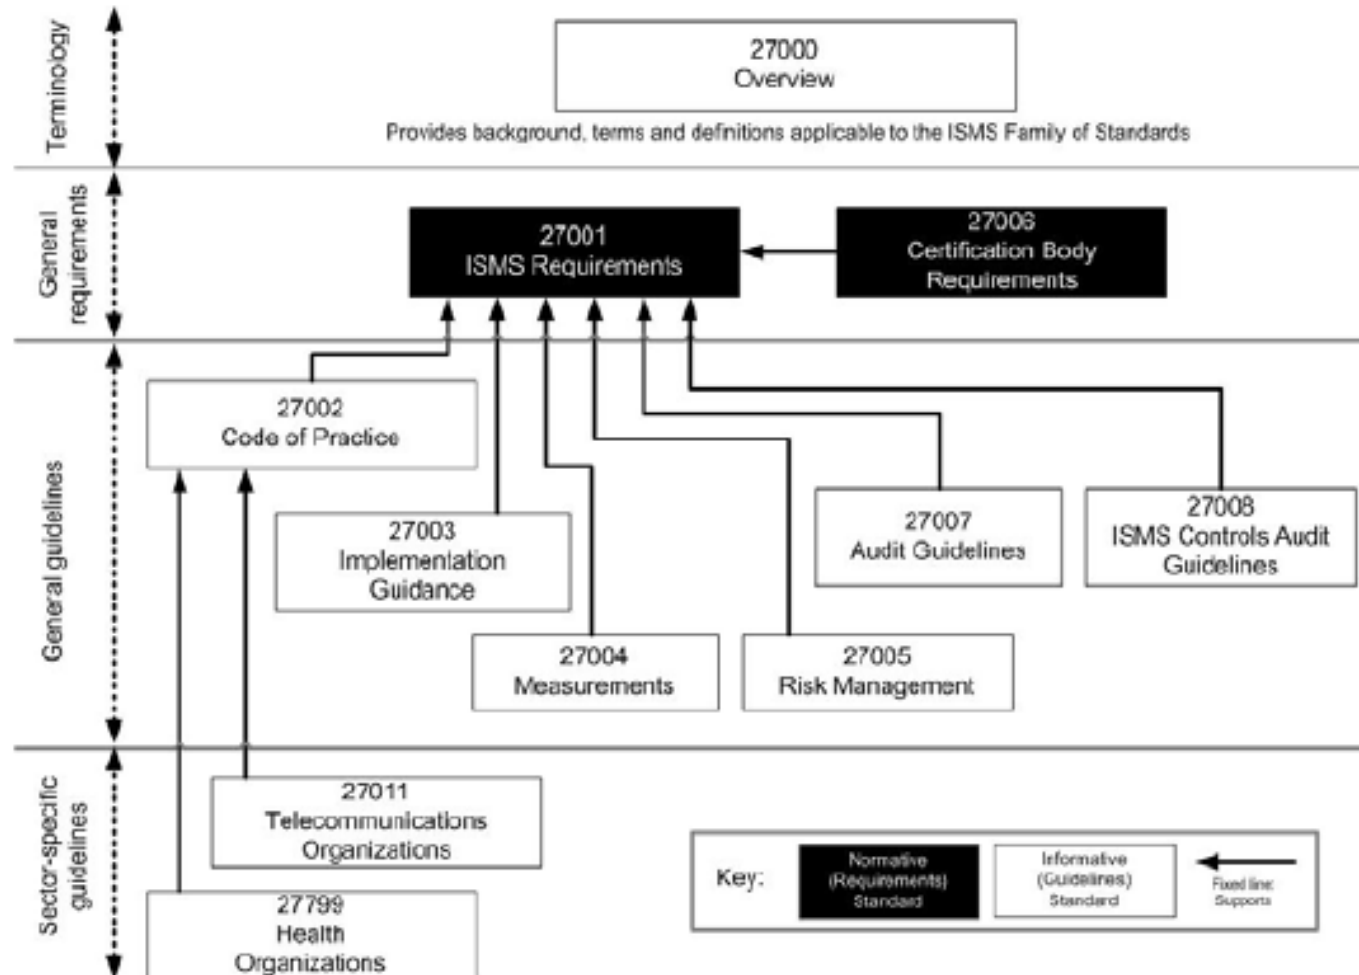 Terminology
27000
Overview
Provides background, terms and definitions applicable to the ISMS Family of Standards
General
requirements
27001
ISMS Requirements
27006
Certification Body
Requirements
General guidelines
27002
Code of Practice
27003
Implementation
Guidance
27004
Measurements
27005
Risk Management
27007
Audit Guidelines
27008
ISMS Controls Audit
Guidelines
Sector-specific
guidelines
27011
Telecommunications
Organizations
27799
Health
Organizations
Key:
Normative
(Requirements)
Standard
Informative
(Guidelines)
Standard
Fixed line:
Supports